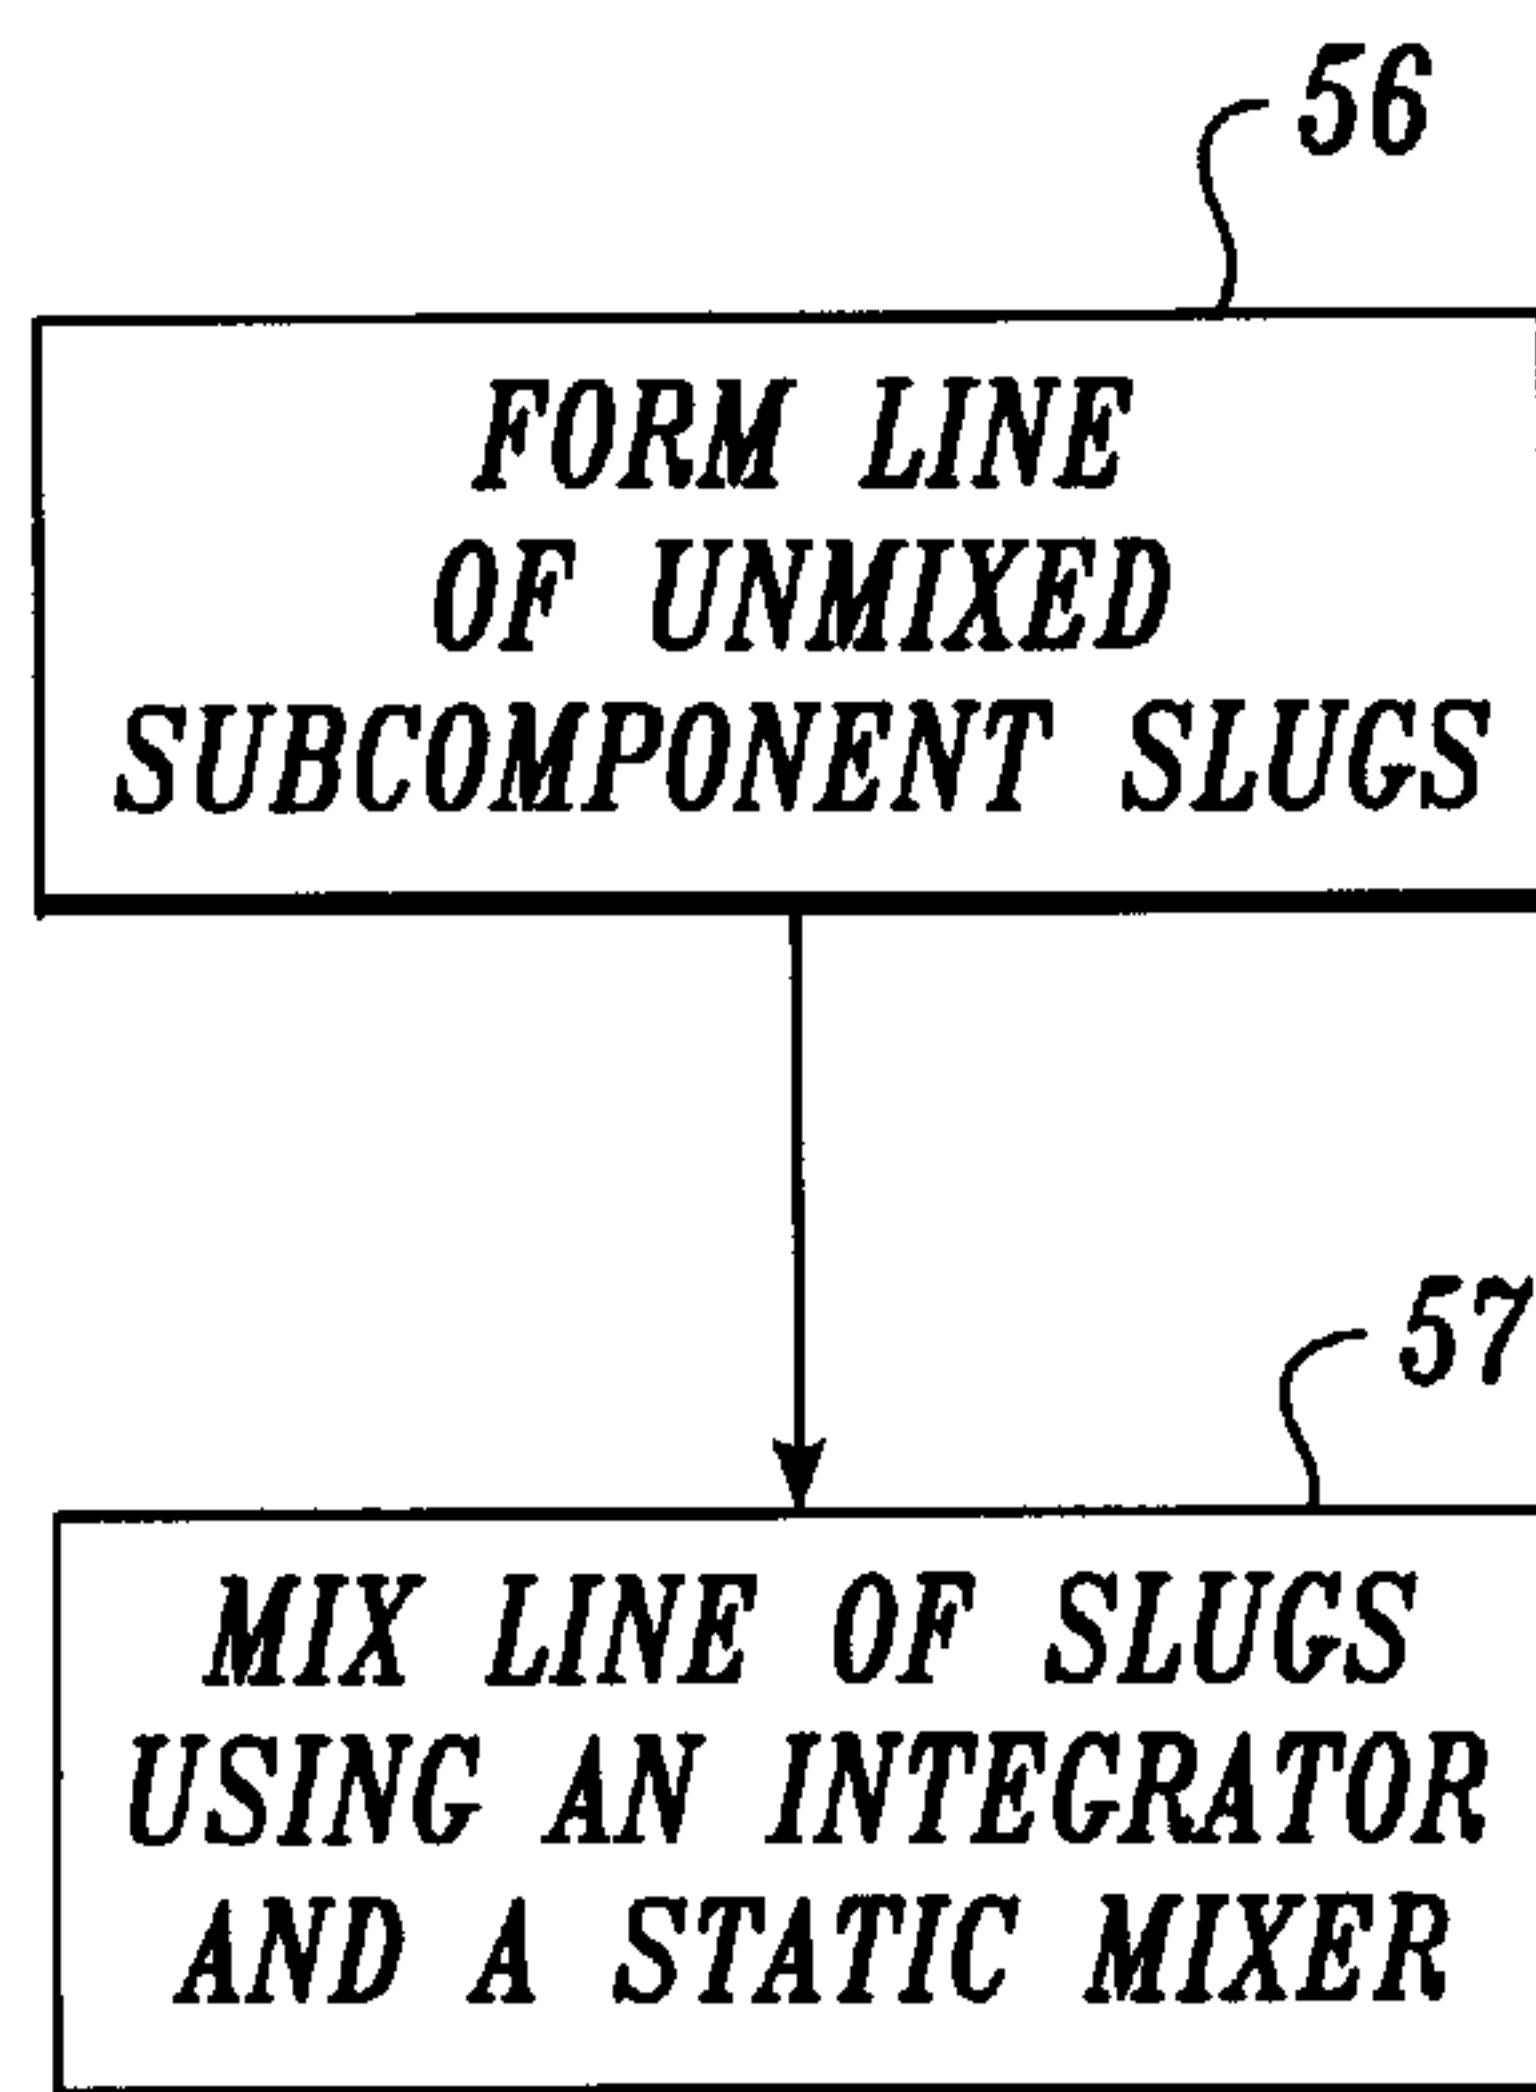 56
FORM LINE
OF UNMIXED
SUBCOMPONENT SLUGS
57
MIX LINE OF SLUGS
USING AN INTEGRATOR
AND A STATIC MIXER